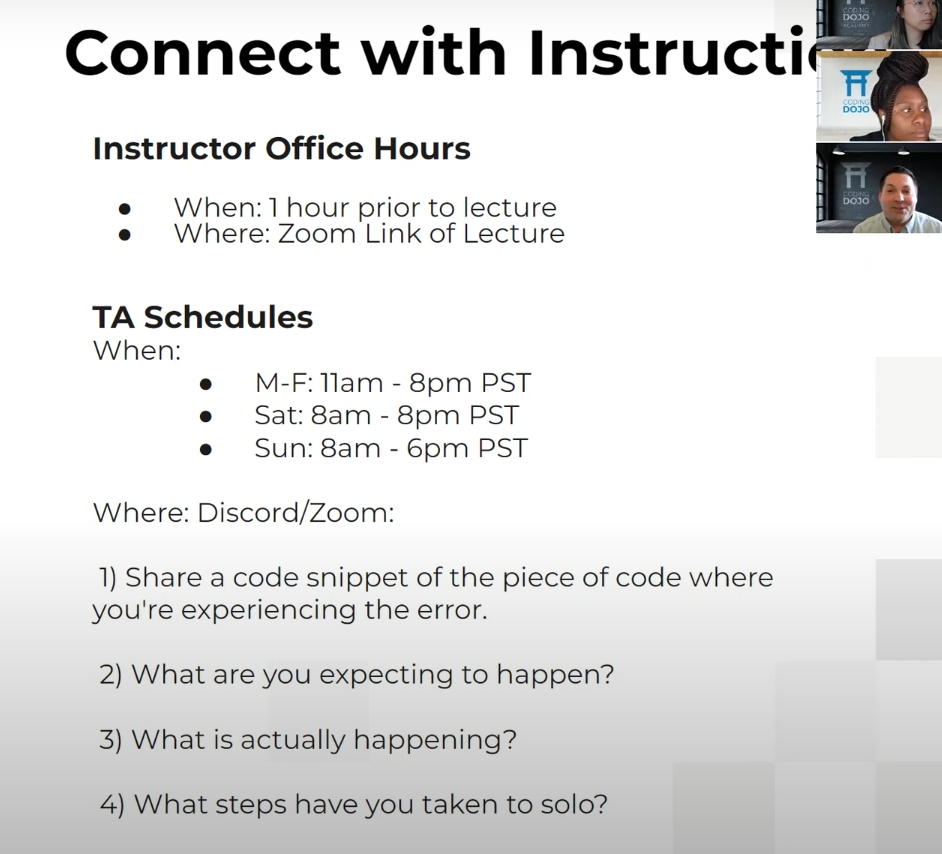 Connect with Instructi
Instructor Office Hours
● When: 1 hour prior to lecture
● Where: Zoom Link of Lecture
TA Schedules
When:
● M-F: 11am - 8pm PST
● Sat: 8am - 8pm PST
● Sun: 8am - 6pm PST
Where: Discord/Zoom:
1) Share a code snippet of the piece of code where
you're experiencing the error.
2) What are you expecting to happen?
3) What is actually happening?
4) What steps have you taken to solo?
CODING
DOJO
ACADEMY
CODING
DOJO
CODING
DOJO